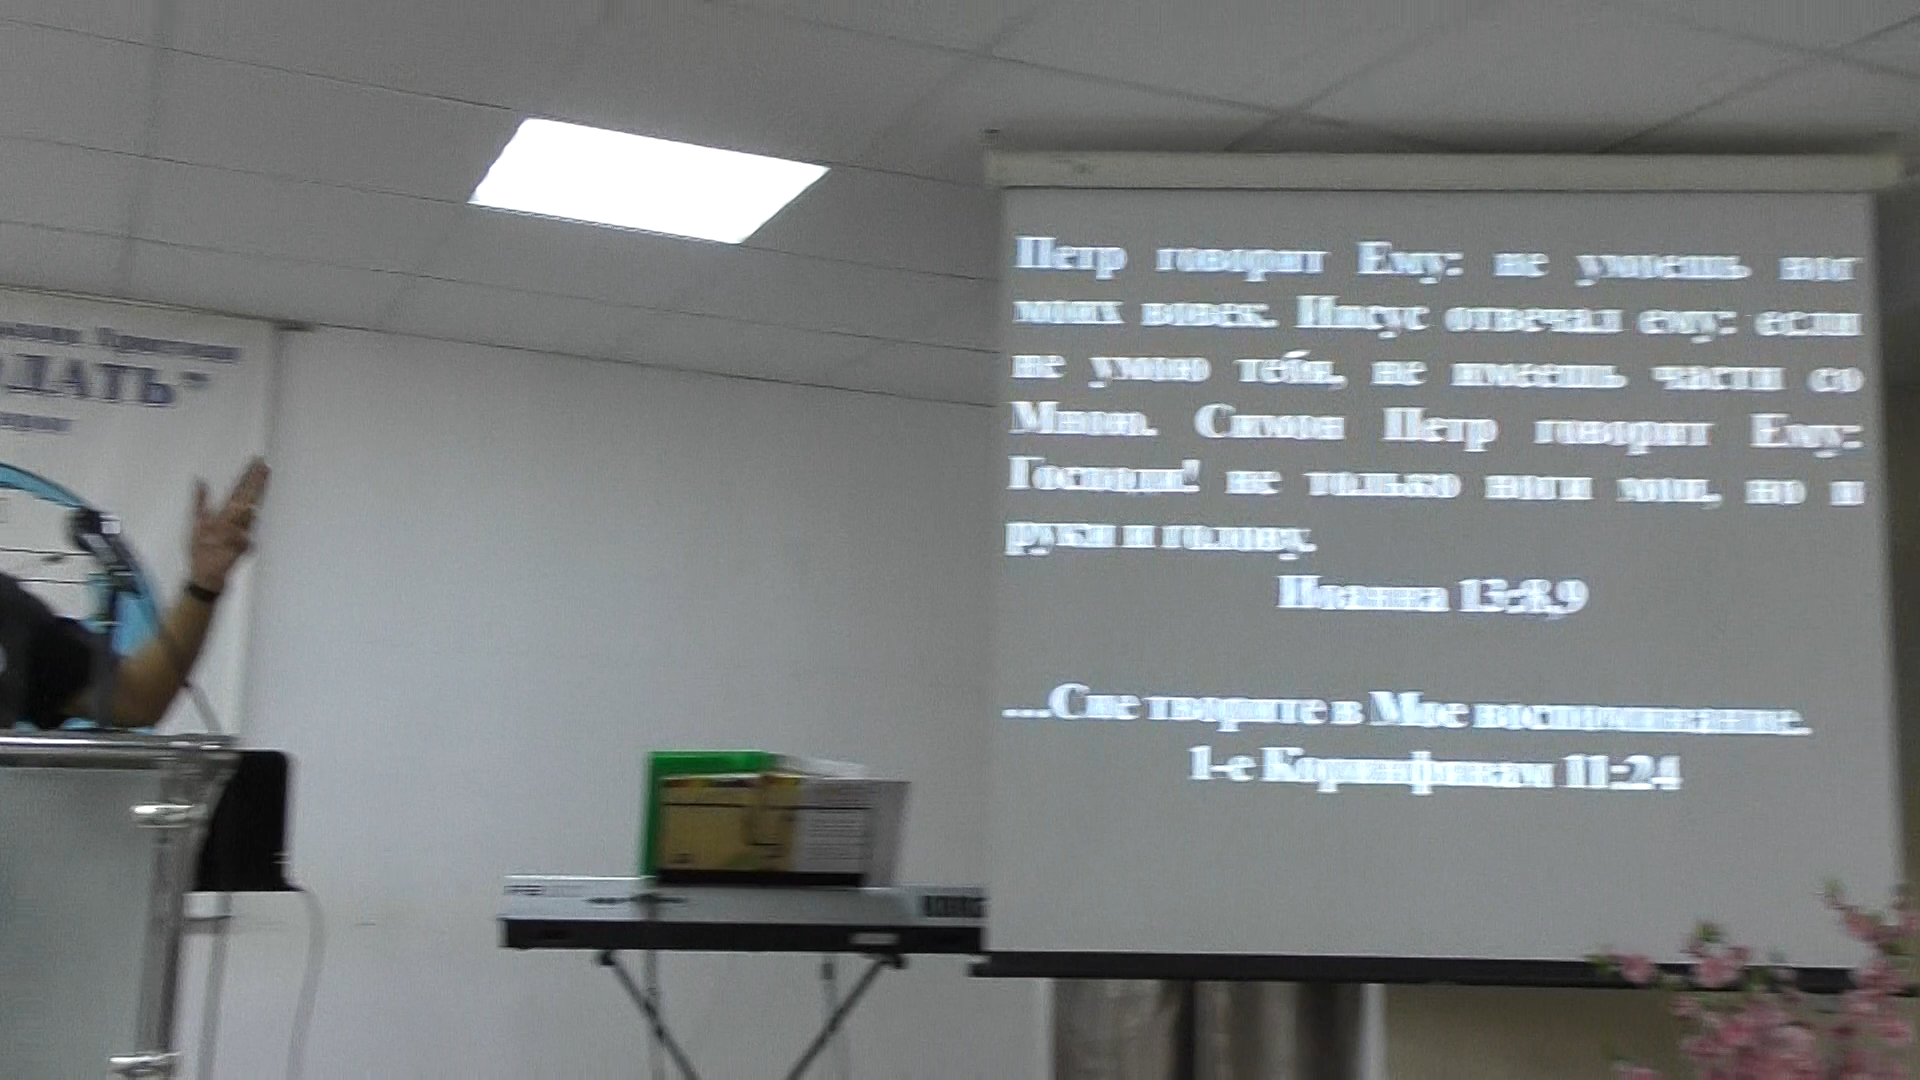 ДАТЬ"
Петр говорит Ему: не умоешь ног
моих вовек. Иисус отвечал ему: если
не умою тебя, не имеешь части со
Мною. Симон Петр говорит Ему:
Господи! не только ноги мои, но и
руки и голову.
Иоанна 13:8,9
...Сие творите в Мое воспоминание.
1-е Коринфянам 11:24